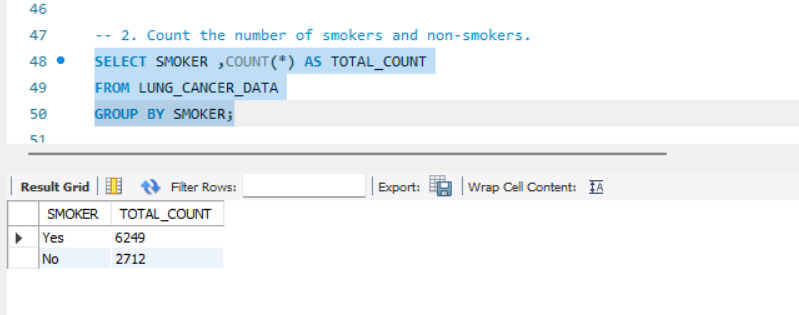 46
47 -- 2. Count the number of smokers and non-smokers.
48 SELECT SMOKER ,COUNT(*) AS TOTAL_COUNT
49 FROM LUNG_CANCER_DATA
50 GROUP BY SMOKER;
51
Result Grid Filter Rows: Export: Wrap Cell Content: IA
SMOKER TOTAL_COUNT
Yes 6249
No 2712